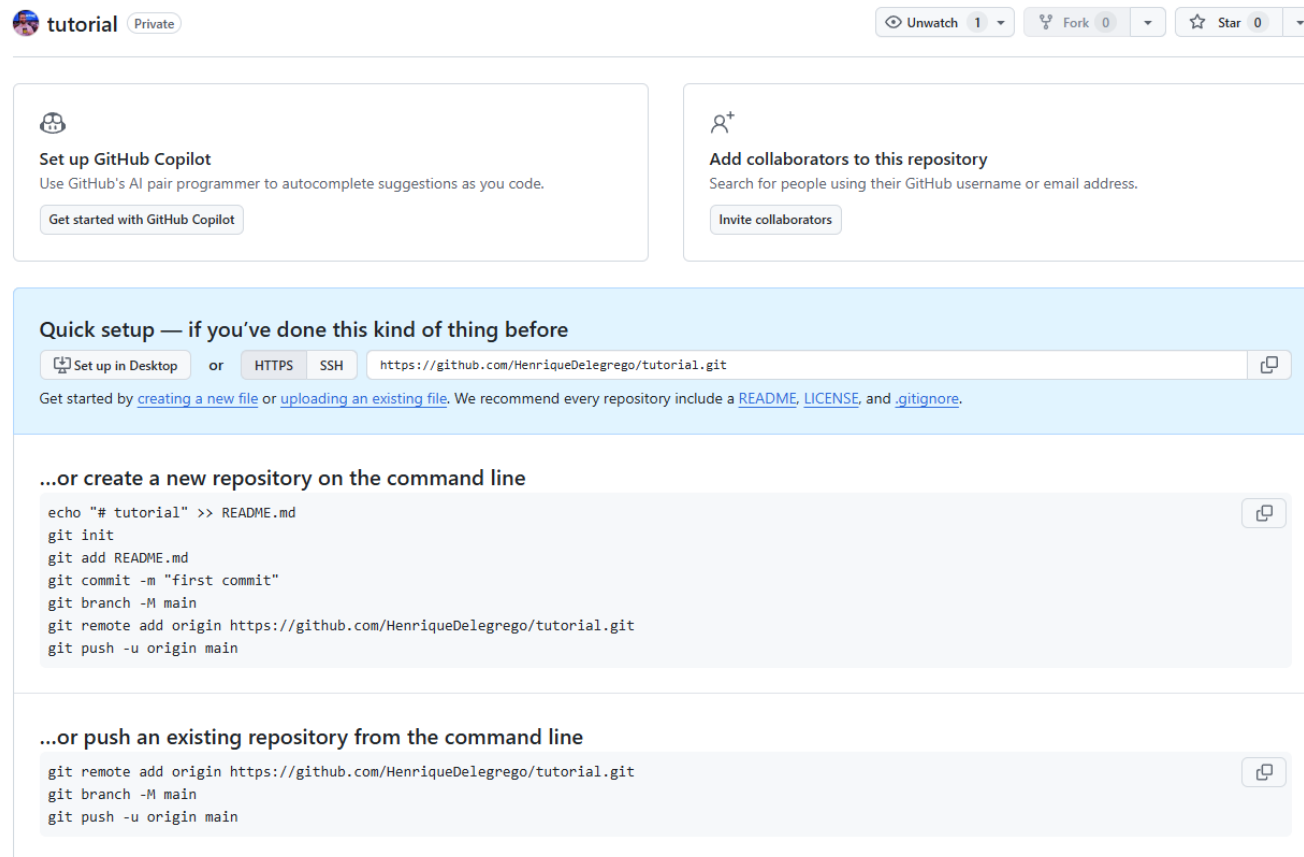 tutorial Private
Unwatch 1 Fork 0 Star 0
Set up GitHub Copilot
Use GitHub's AI pair programmer to autocomplete suggestions as you code.
Get started with GitHub Copilot
Add collaborators to this repository
Search for people using their GitHub username or email address.
Invite collaborators
Quick setup — if you’ve done this kind of thing before
Set up in Desktop or HTTPS SSH https://github.com/HenriqueDelegrego/tutorial.git
Get started by creating a new file or uploading an existing file. We recommend every repository include a README, LICENSE, and .gitignore.
…or create a new repository on the command line
echo "# tutorial" >> README.md
git init
git add README.md
git commit -m "first commit"
git branch -M main
git remote add origin https://github.com/HenriqueDelegrego/tutorial.git
git push -u origin main
…or push an existing repository from the command line
git remote add origin https://github.com/HenriqueDelegrego/tutorial.git
git branch -M main
git push -u origin main